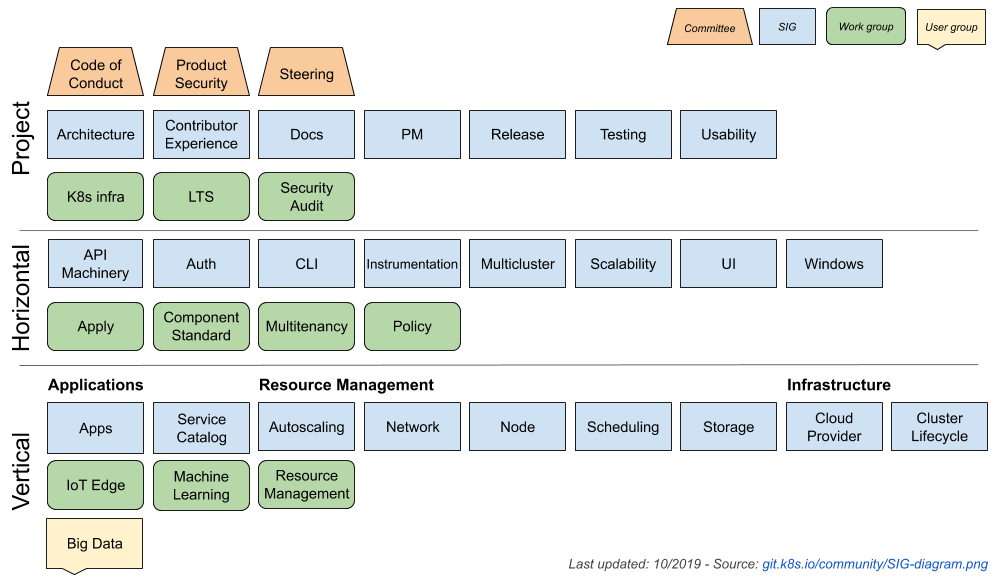 Committee
SIG
Work group
User group
Project
Code of
Conduct
Product
Security
Steering
Architecture
Contributor
Experience
Docs
PM
Release
Testing
Usability
K8s infra
LTS
Security
Audit
Horizontal
API
Machinery
Auth
CLI
Instrumentation
Multicluster
Scalability
UI
Windows
Apply
Component
Standard
Multitenancy
Policy
Vertical
Applications
Resource Management
Infrastructure
Apps
Service
Catalog
Autoscaling
Network
Node
Scheduling
Storage
Cloud
Provider
Cluster
Lifecycle
IoT Edge
Machine
Learning
Resource
Management
Big Data
Last updated: 10/2019 - Source: git.k8s.io/community/SIG-diagram.png